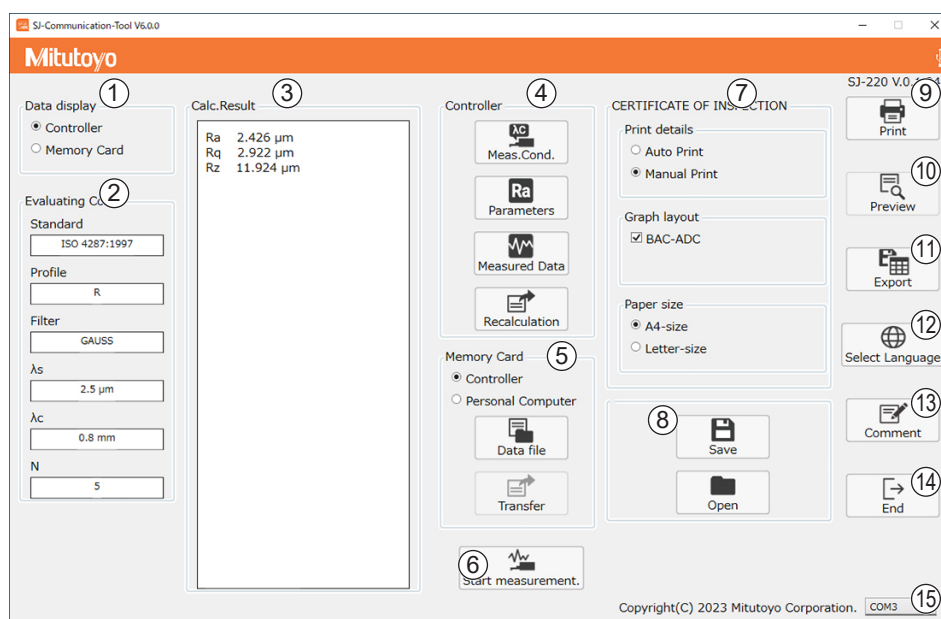 SJ-Communication-Tool V6.0.0
Mitutoyo
SJ-220 V.0.
①
Data display
Controller
Memory Card
②
Evaluating
Standard
ISO 4287:1997
Profile
R
Filter
GAUSS
λs
2.5 µm
λc
0.8 mm
N
5
③
Calc.Result
Ra 2.426 µm
Rq 2.922 µm
Rz 11.924 µm
④
Controller
λC
Meas.Cond.
Ra
Parameters
Measured Data
Recalculation
⑤
Memory Card
Controller
Personal Computer
Data file
Transfer
⑥
Start measurement.
⑦
CERTIFICATE OF INSPECTION
Print details
Auto Print
Manual Print
Graph layout
BAC-ADC
Paper size
A4-size
Letter-size
⑧
Save
Open
⑨
Print
⑩
Preview
⑪
Export
⑫
Select Language
⑬
Comment
⑭
End
Copyright(C) 2023 Mitutoyo Corporation.
COM3
⑮